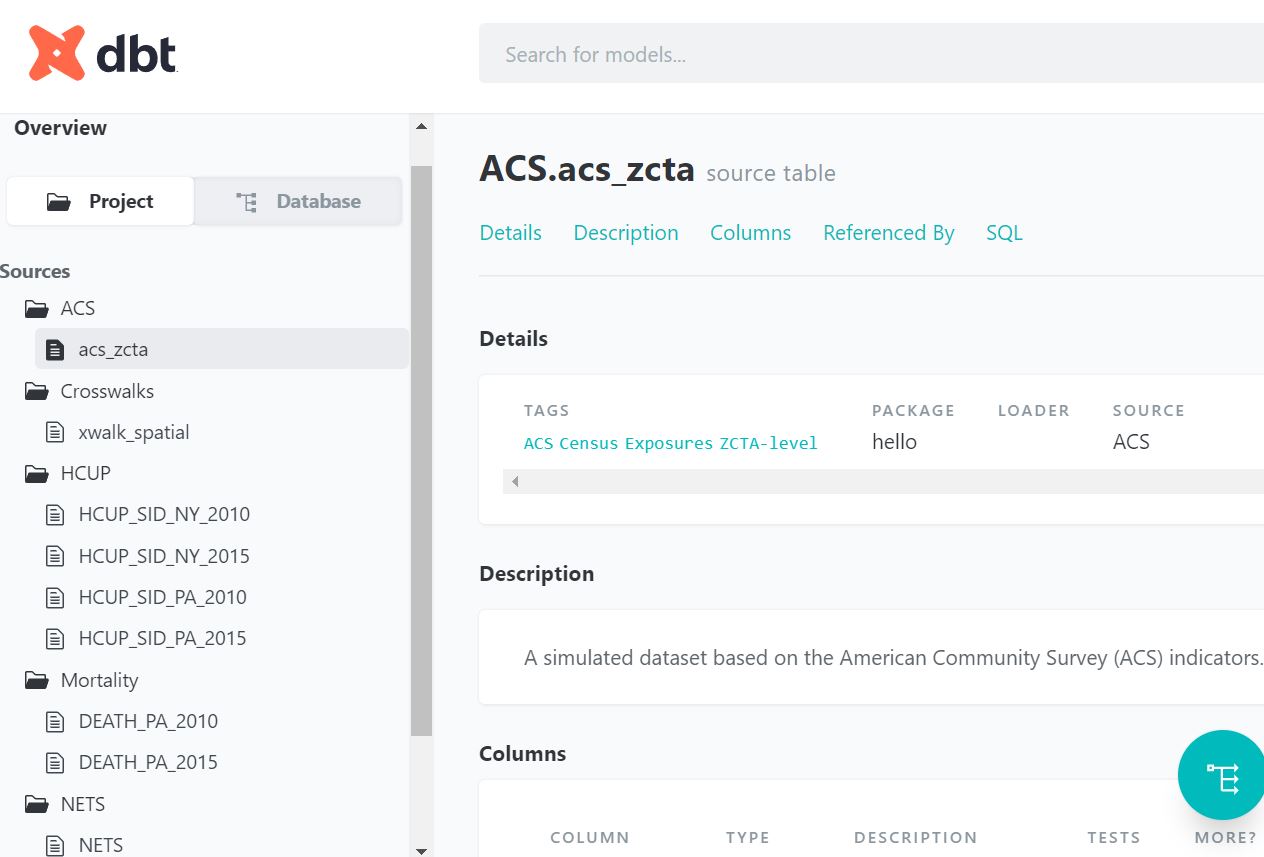 dbt
Search for models...
Overview
Project
Database
Sources
ACS
acs_zcta
Crosswalks
xwalk_spatial
HCUP
HCUP_SID_NY_2010
HCUP_SID_NY_2015
HCUP_SID_PA_2010
HCUP_SID_PA_2015
Mortality
DEATH_PA_2010
DEATH_PA_2015
NETS
NETS
ACS.acs_zcta source table
Details Description Columns Referenced By SQL
Details
TAGS PACKAGE LOADER SOURCE
ACS Census Exposures ZCTA-level hello ACS
Description
A simulated dataset based on the American Community Survey (ACS) indicators.
Columns
COLUMN TYPE DESCRIPTION TESTS MORE?